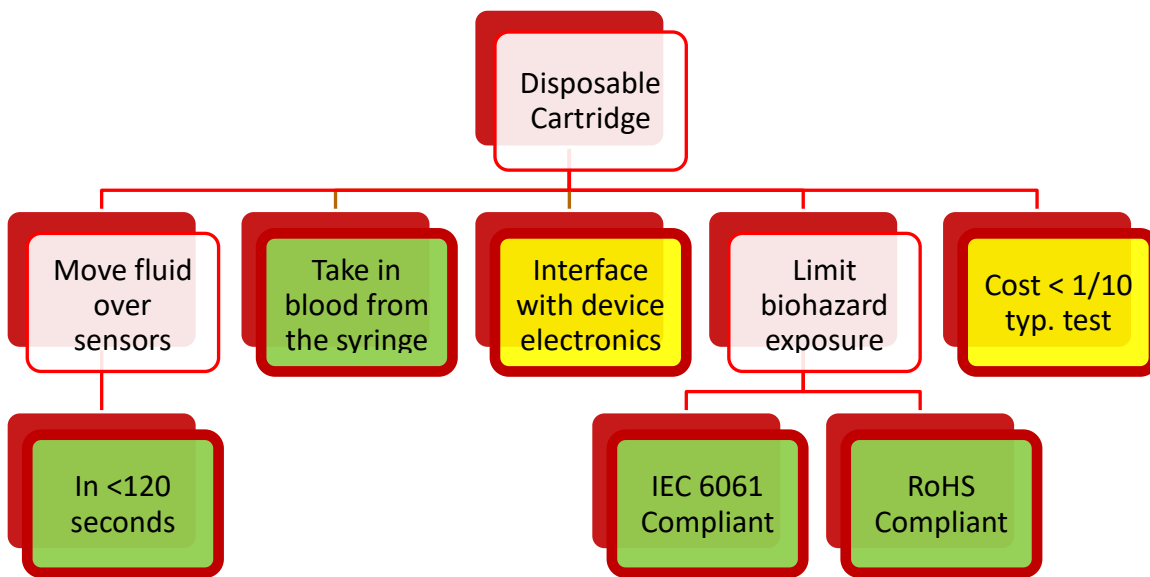 Disposable
Cartridge
Move fluid
over
sensors
Take in
blood from
the syringe
Interface
with device
electronics
Limit
biohazard
exposure
Cost < 1/10
typ. test
In <120
seconds
IEC 6061
Compliant
RoHS
Compliant